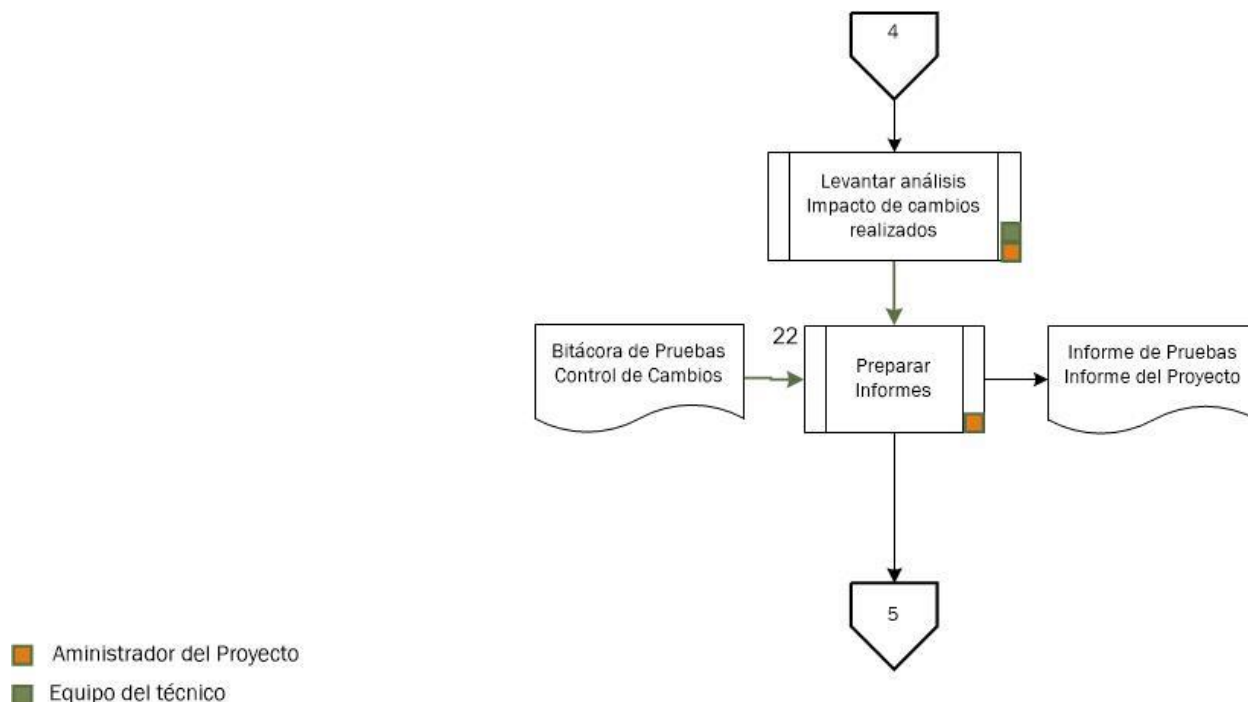 4
Levantar análisis
Impacto de cambios
realizados
22
Bitácora de Pruebas
Control de Cambios
Preparar
Informes
Informe de Pruebas
Informe del Proyecto
5
Aministrador del Proyecto
Equipo del técnico